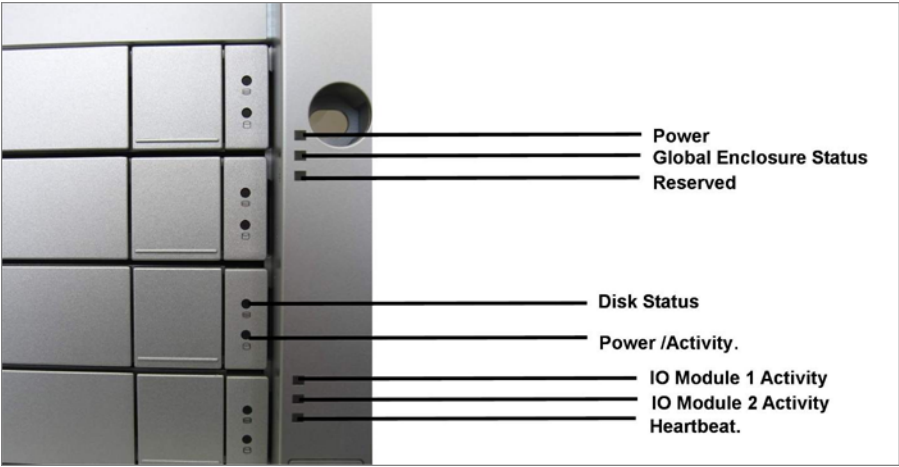 Power
Global Enclosure Status
Reserved
Disk Status
Power /Activity.
IO Module 1 Activity
IO Module 2 Activity
Heartbeat.